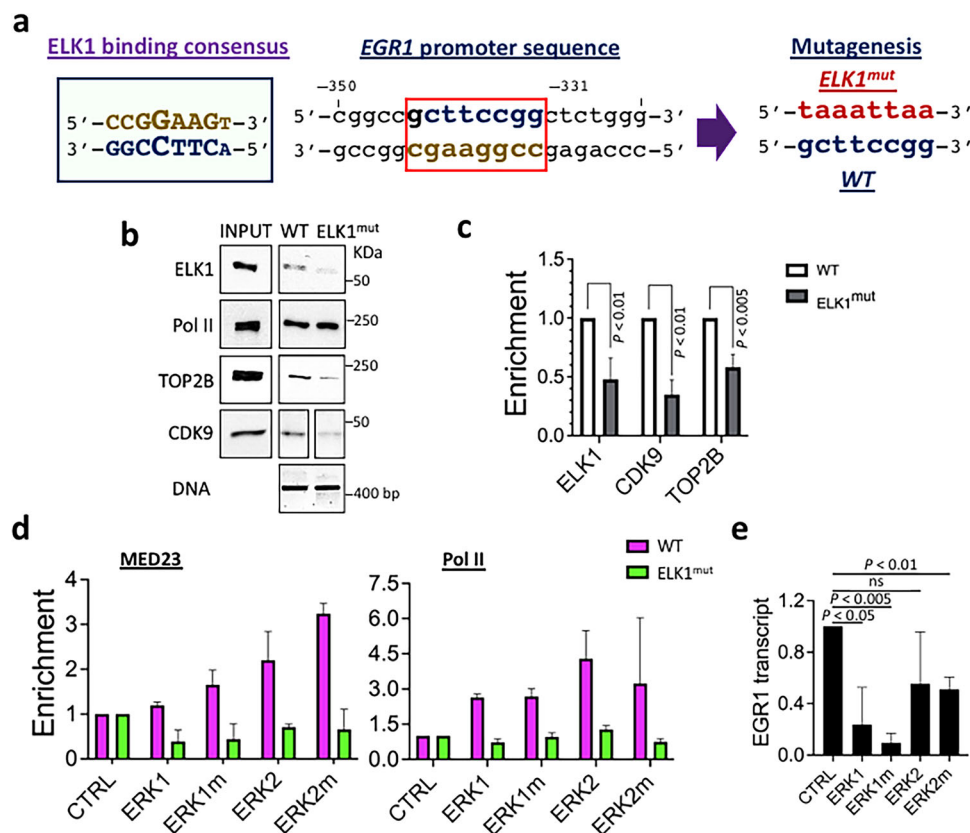 a
ELK1 binding consensus
EGR1 promoter sequence
Mutagenesis
ELK1mut
-350
-331
5'-CCGGAAGT-3'
3'-GGCCTTCA-5'
5'-cggccgcttccggctctggg-3'
3'-gccggcgaaggccgagaccc-5'
5'-taaattaa-3'
5'-gcttccgg-3'
WT
b
INPUT WT ELK1mut
KDa
ELK1
-50
Pol II
-250
TOP2B
-250
CDK9
-50
DNA
-400 bp
c
Enrichment
1.5
1.0
0.5
0.0
P < 0.01
P < 0.01
P < 0.005
WT
ELK1mut
ELK1
CDK9
TOP2B
d
MED23
Enrichment
4
3
2
1
0
CTRL
ERK1
ERK1m
ERK2
ERK2m
Pol II
7.5
6.0
4.5
3.0
1.5
0.0
CTRL
ERK1
ERK1m
ERK2
ERK2m
WT
ELK1mut
e
P < 0.01
ns
P < 0.005
P < 0.05
EGR1 transcript
1.2
0.8
0.4
0.0
CTRL
ERK1
ERK1m
ERK2
ERK2m